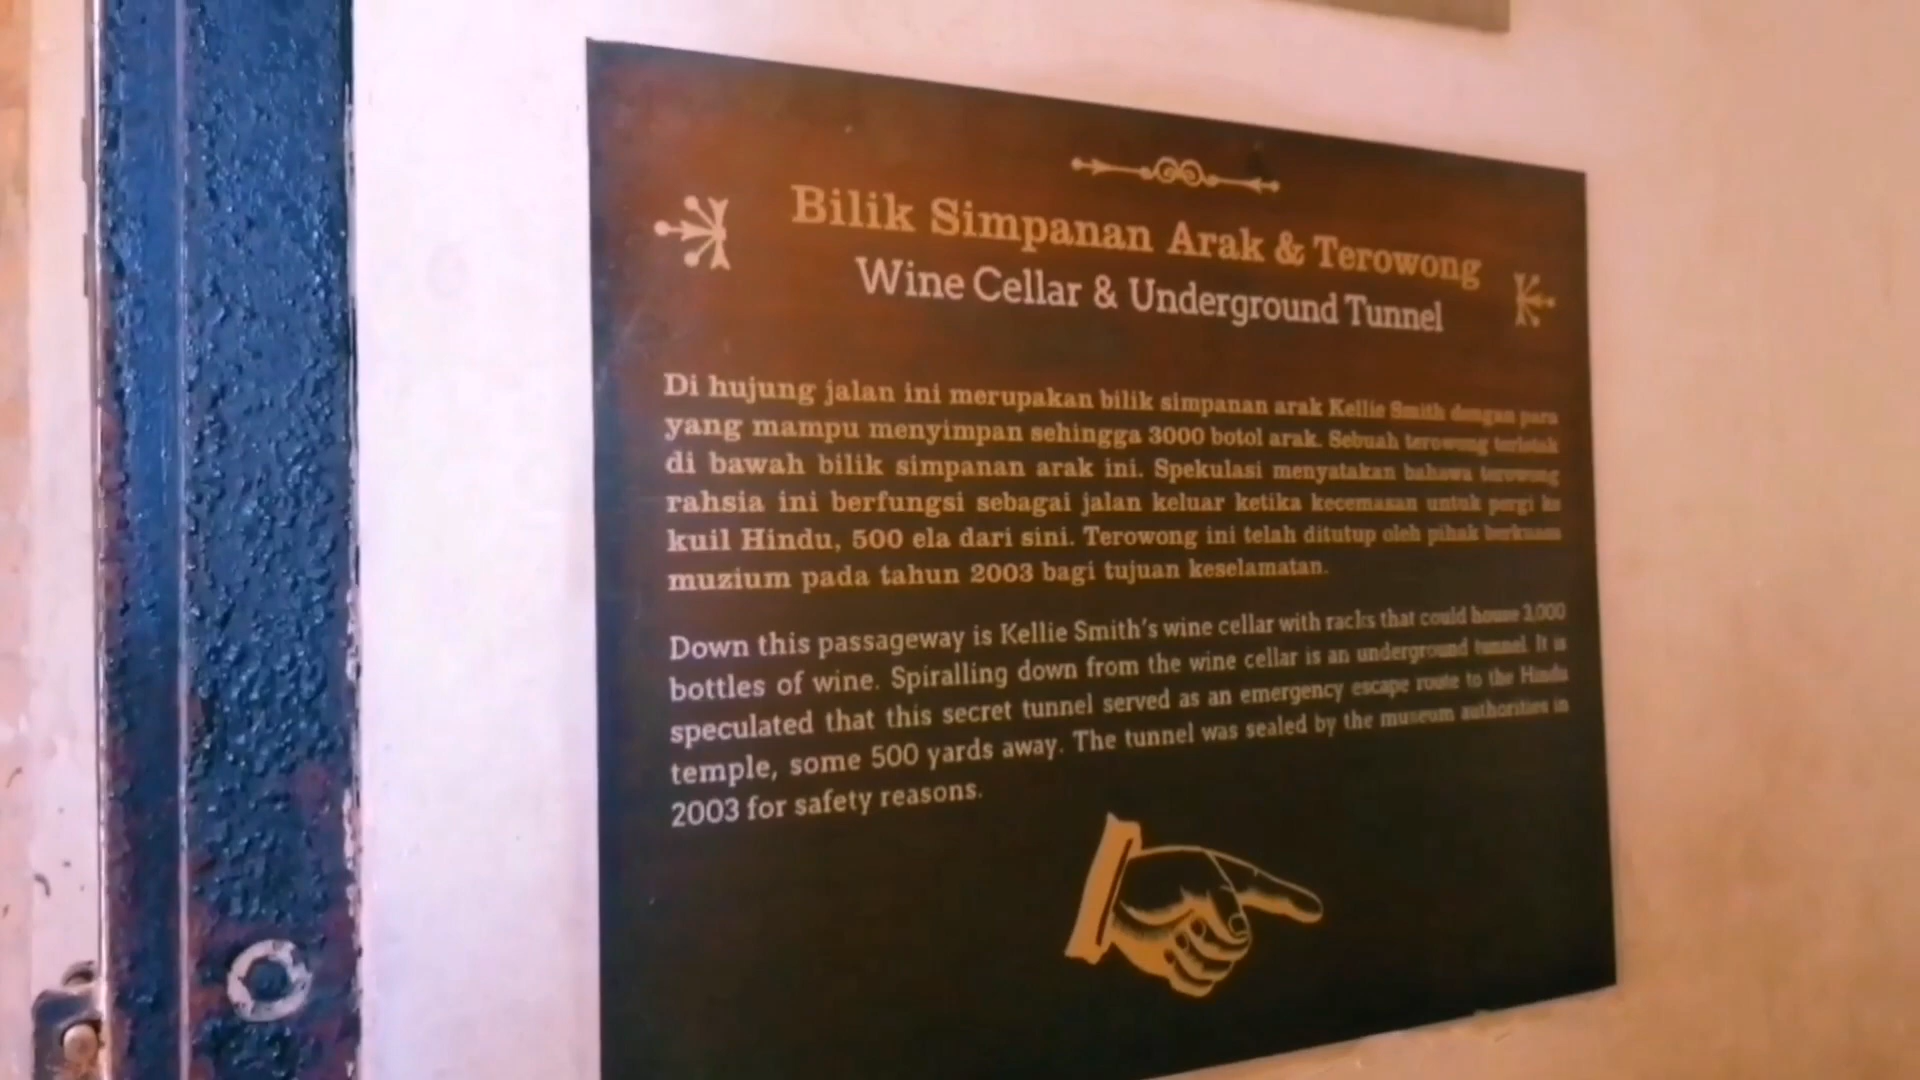 Bilik Simpanan Arak & Terowong
Wine Cellar & Underground Tunnel
Di hujung jalan ini merupakan bilik simpanan arak Kellie Smith dengan para
yang mampu menyimpan sehingga 3000 botol arak. Sebuah terowong terletak
di bawah bilik simpanan arak ini. Spekulasi menyatakan bahawa terowong
rahsia ini berfungsi sebagai jalan keluar ketika kecemasan untuk pergi ke
kuil Hindu, 500 ela dari sini. Terowong ini telah ditutup oleh pihak berkuasa
muzium pada tahun 2003 bagi tujuan keselamatan.
Down this passageway is Kellie Smith's wine cellar with racks that could house 3,000
bottles of wine. Spiralling down from the wine cellar is an underground tunnel. It is
speculated that this secret tunnel served as an emergency escape route to the Hindu
temple, some 500 yards away. The tunnel was sealed by the museum authorities in
2003 for safety reasons.